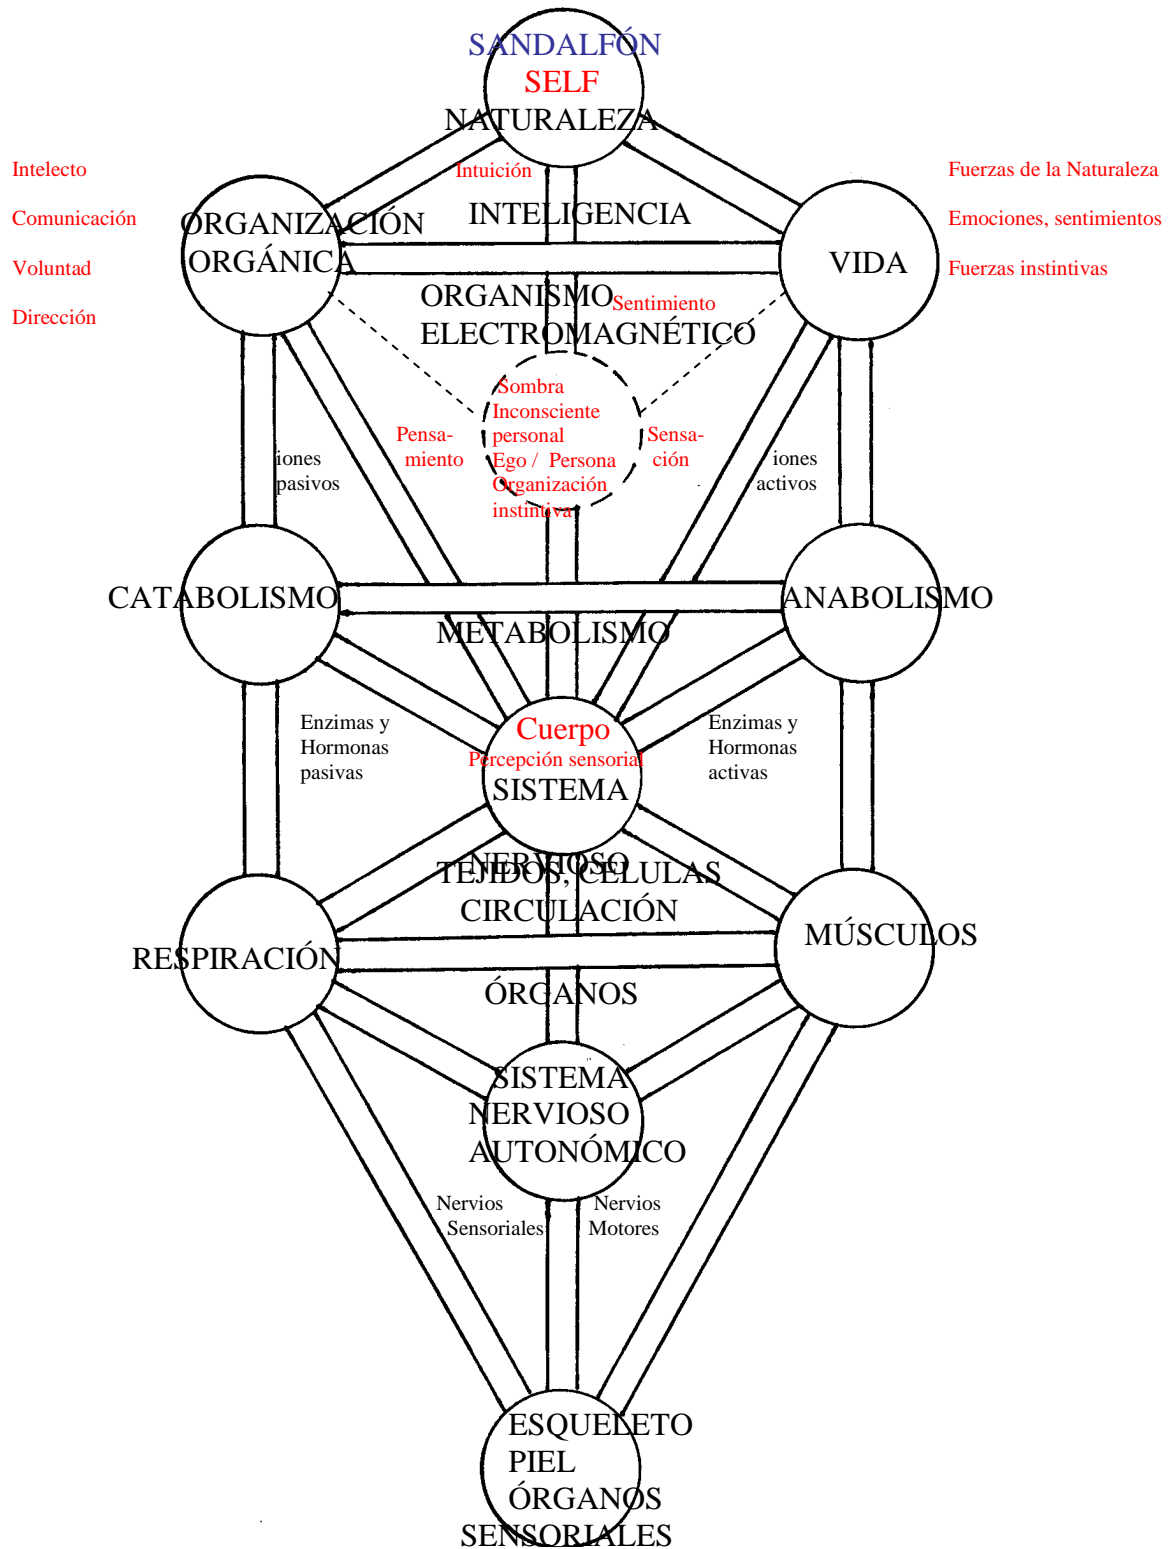 SANDALFÓN
SELF
NATURALEZA
Intelecto
Comunicación
Voluntad
Dirección
Intuición
Fuerzas de la Naturaleza
Emociones, sentimientos
Fuerzas instintivas
ORGANIZACIÓN
ORGÁNICA
INTELIGENCIA
VIDA
ORGANISMO
ELECTROMAGNÉTICO
Sentimiento
Sombra
Inconsciente
personal
Ego / Persona
Organización
instintiva
Pensa-
miento
Sensa-
ción
iones
pasivos
iones
activos
CATABOLISMO
ANABOLISMO
METABOLISMO
Enzimas y
Hormonas
pasivas
Cuerpo
Percepción sensorial
SISTEMA
NERVIOSO
Enzimas y
Hormonas
activas
TEJIDOS, CELULAS
CIRCULACIÓN
RESPIRACIÓN
MÚSCULOS
ÓRGANOS
SISTEMA
NERVIOSO
AUTONÓMICO
Nervios
Sensoriales
Nervios
Motores
ESQUELETO
PIEL
ÓRGANOS
SENSORIALES